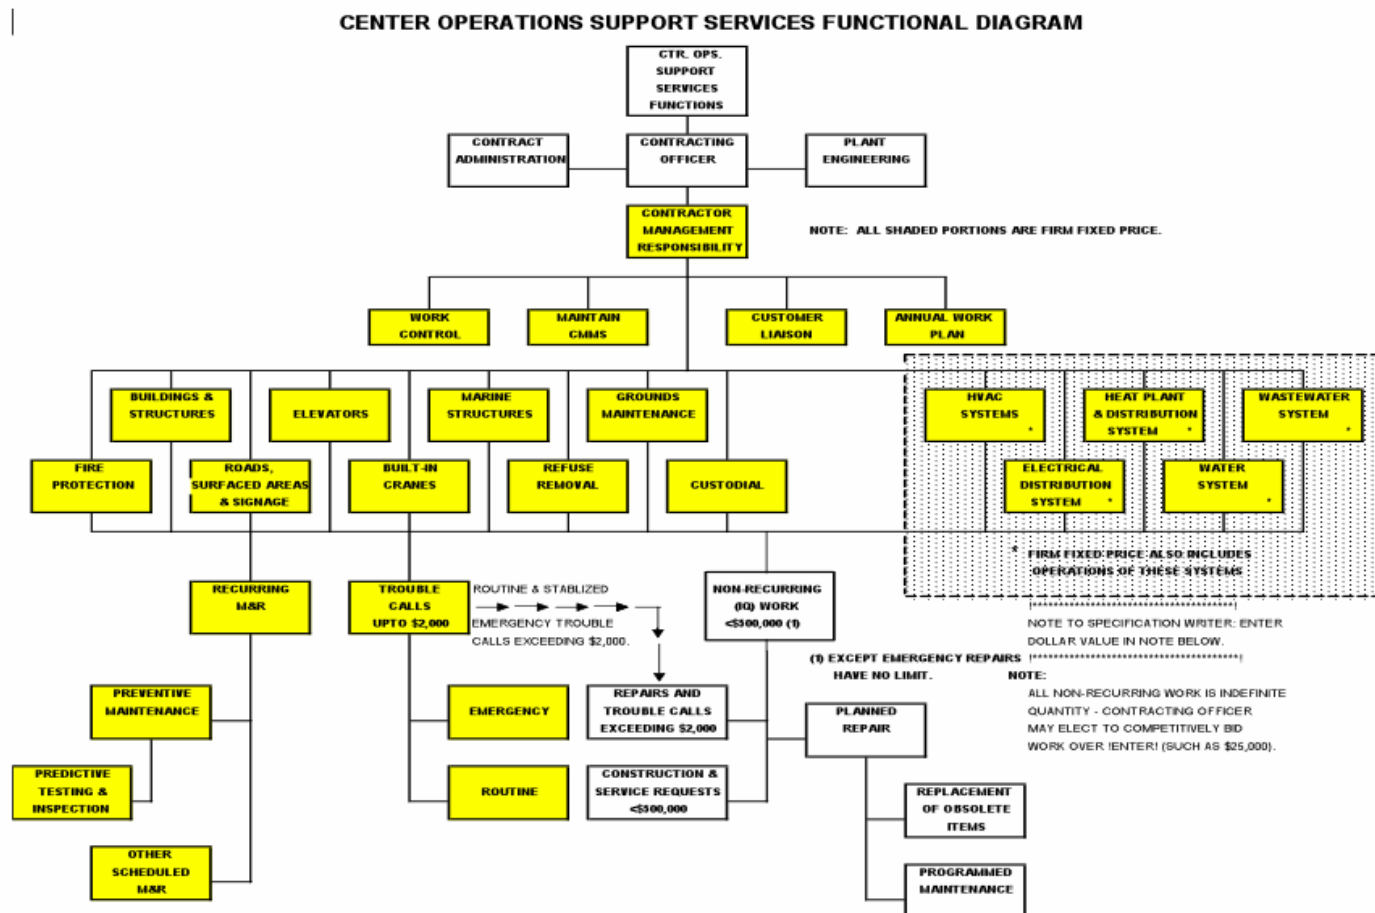 CENTER OPERATIONS SUPPORT SERVICES FUNCTIONAL DIAGRAM
CTR. OPS.
SUPPORT
SERVICES
FUNCTIONS
CONTRACT
ADMINISTRATION
CONTRACTING
OFFICER
PLANT
ENGINEERING
CONTRACTOR
MANAGEMENT
RESPONSIBILITY
NOTE: ALL SHADED PORTIONS ARE FIRM FIXED PRICE.
WORK
CONTROL
MAINTAIN
CMMS
CUSTOMER
LIAISON
ANNUAL WORK
PLAN
BUILDINGS &
STRUCTURES
ELEVATORS
MARINE
STRUCTURES
GROUNDS
MAINTENANCE
HVAC
SYSTEMS
*
HEAT PLANT
& DISTRIBUTION
SYSTEM *
WASTEWATER
SYSTEM
*
FIRE
PROTECTION
ROADS,
SURFACED AREAS
& SIGNAGE
BUILT-IN
CRANES
REFUSE
REMOVAL
CUSTODIAL
ELECTRICAL
DISTRIBUTION
SYSTEM *
WATER
SYSTEM
*
* FIRM FIXED PRICE ALSO INCLUDES
OPERATIONS OF THESE SYSTEMS
RECURRING
M&R
TROUBLE
CALLS
UPTO $2,000
ROUTINE & STABLIZED
EMERGENCY TROUBLE
CALLS EXCEEDING $2,000.
NON-RECURRING
(IQ) WORK
<$500,000 (1)
!***************************************!
NOTE TO SPECIFICATION WRITER: ENTER
DOLLAR VALUE IN NOTE BELOW.
!****************************************!
(1) EXCEPT EMERGENCY REPAIRS
HAVE NO LIMIT.
NOTE:
ALL NON-RECURRING WORK IS INDEFINITE
QUANTITY - CONTRACTING OFFICER
MAY ELECT TO COMPETITIVELY BID
WORK OVER !ENTER! (SUCH AS $25,000).
PREVENTIVE
MAINTENANCE
EMERGENCY
REPAIRS AND
TROUBLE CALLS
EXCEEDING $2,000
PLANNED
REPAIR
PREDICTIVE
TESTING &
INSPECTION
ROUTINE
CONSTRUCTION &
SERVICE REQUESTS
<$500,000
REPLACEMENT
OF OBSOLETE
ITEMS
OTHER
SCHEDULED
M&R
PROGRAMMED
MAINTENANCE